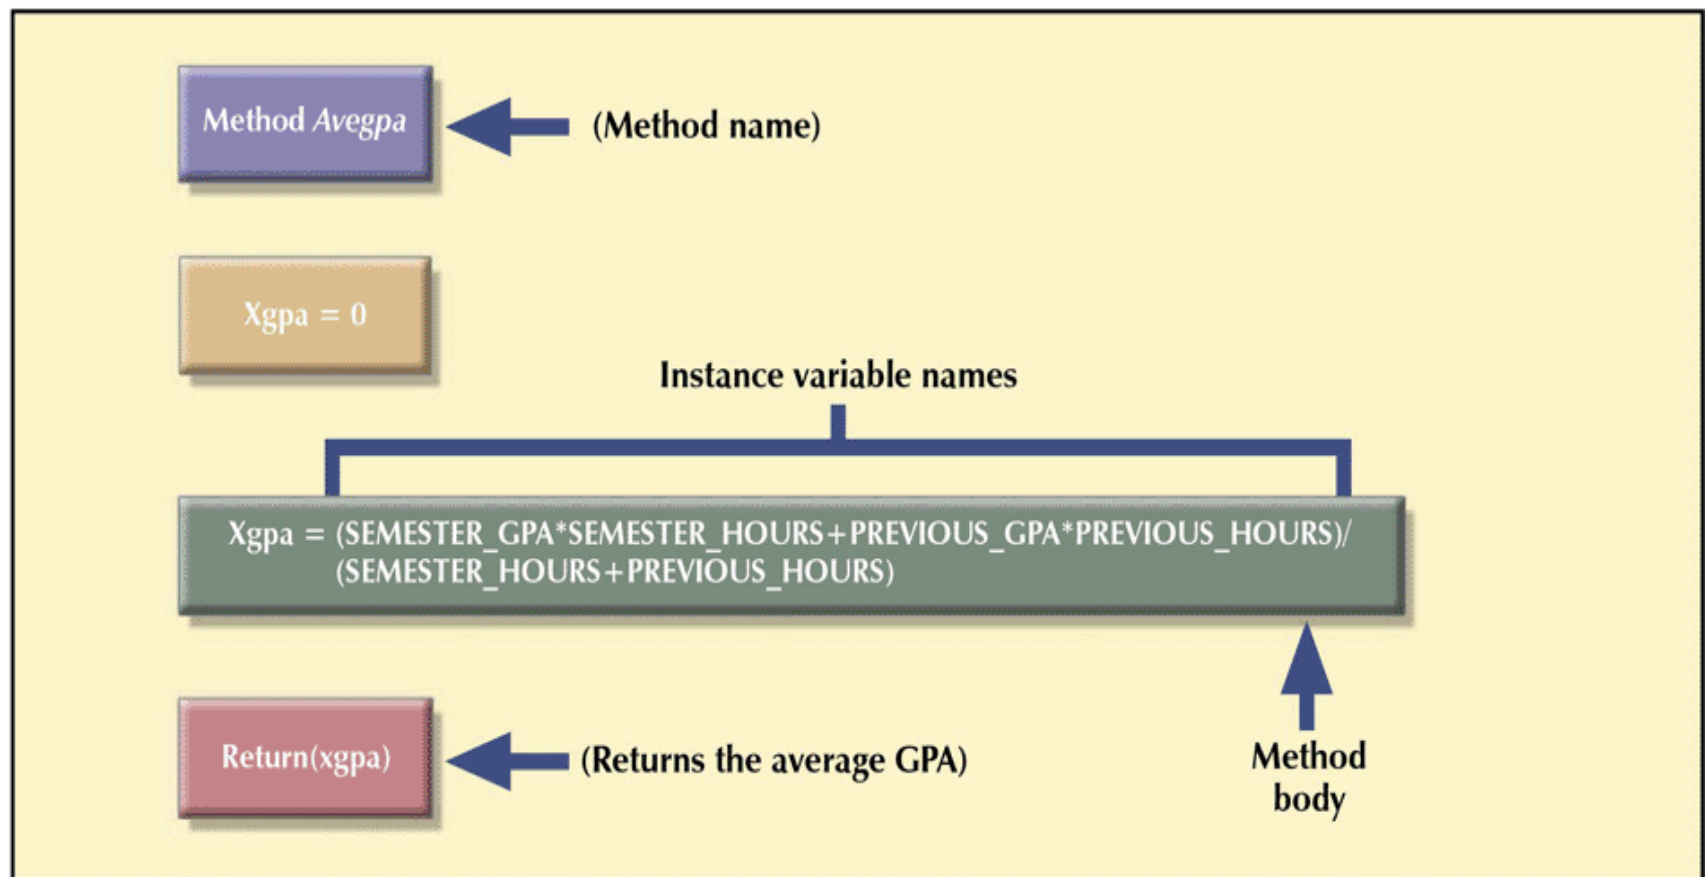 Method Avegpa
(Method name)
Xgpa = 0
Instance variable names
Xgpa = (SEMESTER_GPA*SEMESTER_HOURS+PREVIOUS_GPA*PREVIOUS_HOURS)/
(SEMESTER_HOURS+PREVIOUS_HOURS)
Return(xgpa)
(Returns the average GPA)
Method
body